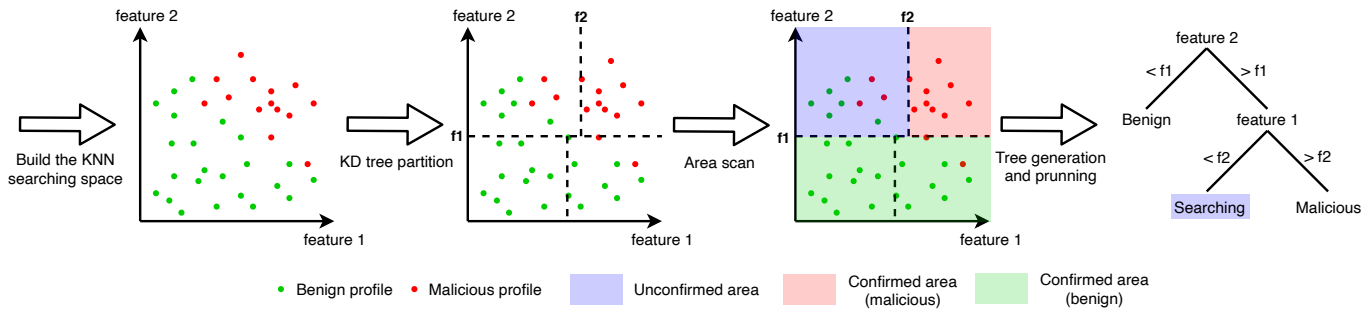 Build the KNN
searching space
feature 2
feature 1
KD tree partition
feature 2
f2
f1
feature 1
Area scan
feature 2
f2
f1
feature 1
Tree generation
and prunning
feature 2
< f1
> f1
Benign
feature 1
< f2
> f2
Searching
Malicious
Benign profile
Malicious profile
Unconfirmed area
Confirmed area
(malicious)
Confirmed area
(benign)